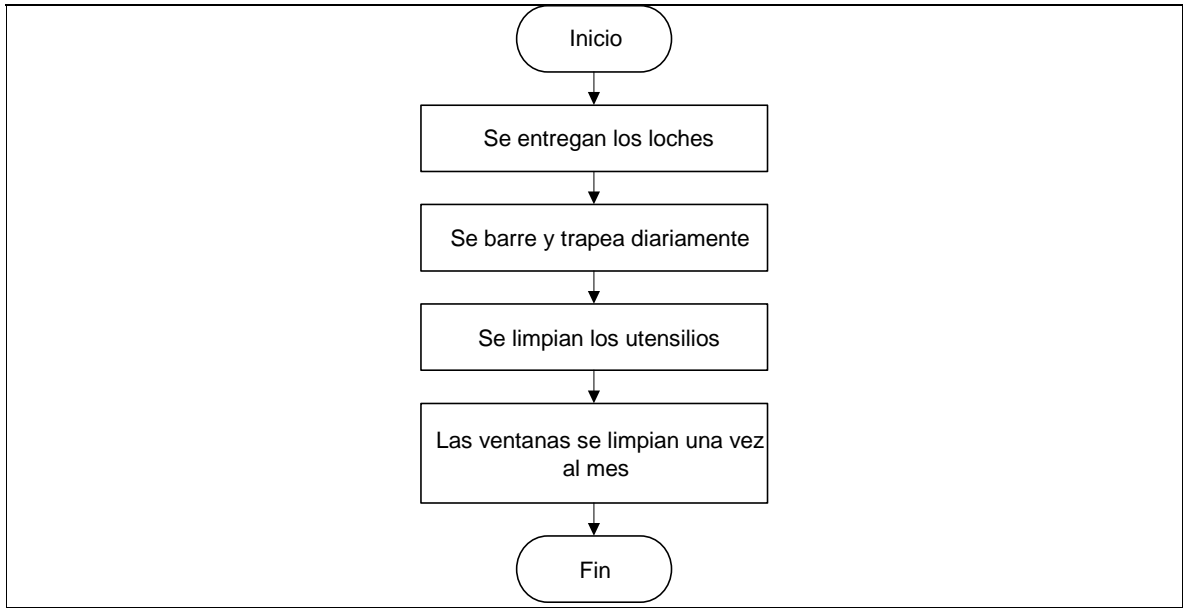 Inicio
Se entregan los loches
Se barre y trapea diariamente
Se limpian los utensilios
Las ventanas se limpian una vez
al mes
Fin